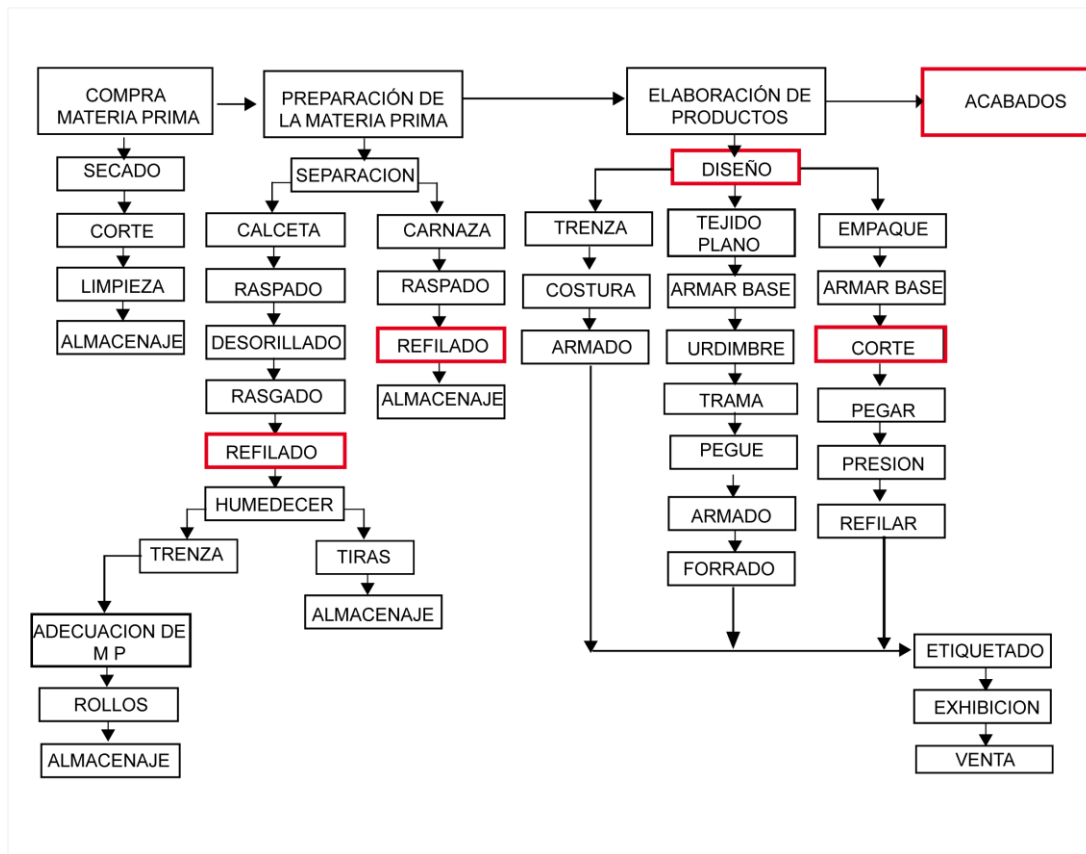 COMPRA
MATERIA PRIMA
SECADO
CORTE
LIMPIEZA
ALMACENAJE
PREPARACIÓN DE
LA MATERIA PRIMA
SEPARACION
CALCETA
RASPADO
DESORILLADO
RASGADO
REFILADO
HUMEDECER
TRENZA
ADECUACION DE
M P
ROLLOS
ALMACENAJE
TIRAS
ALMACENAJE
CARNAZA
RASPADO
REFILADO
ALMACENAJE
ELABORACIÓN DE
PRODUCTOS
DISEÑO
TRENZA
COSTURA
ARMADO
TEJIDO
PLANO
ARMAR BASE
URDIMBRE
TRAMA
PEGUE
ARMADO
FORRADO
EMPAQUE
ARMAR BASE
CORTE
PEGAR
PRESION
REFILAR
ETIQUETADO
EXHIBICION
VENTA
ACABADOS